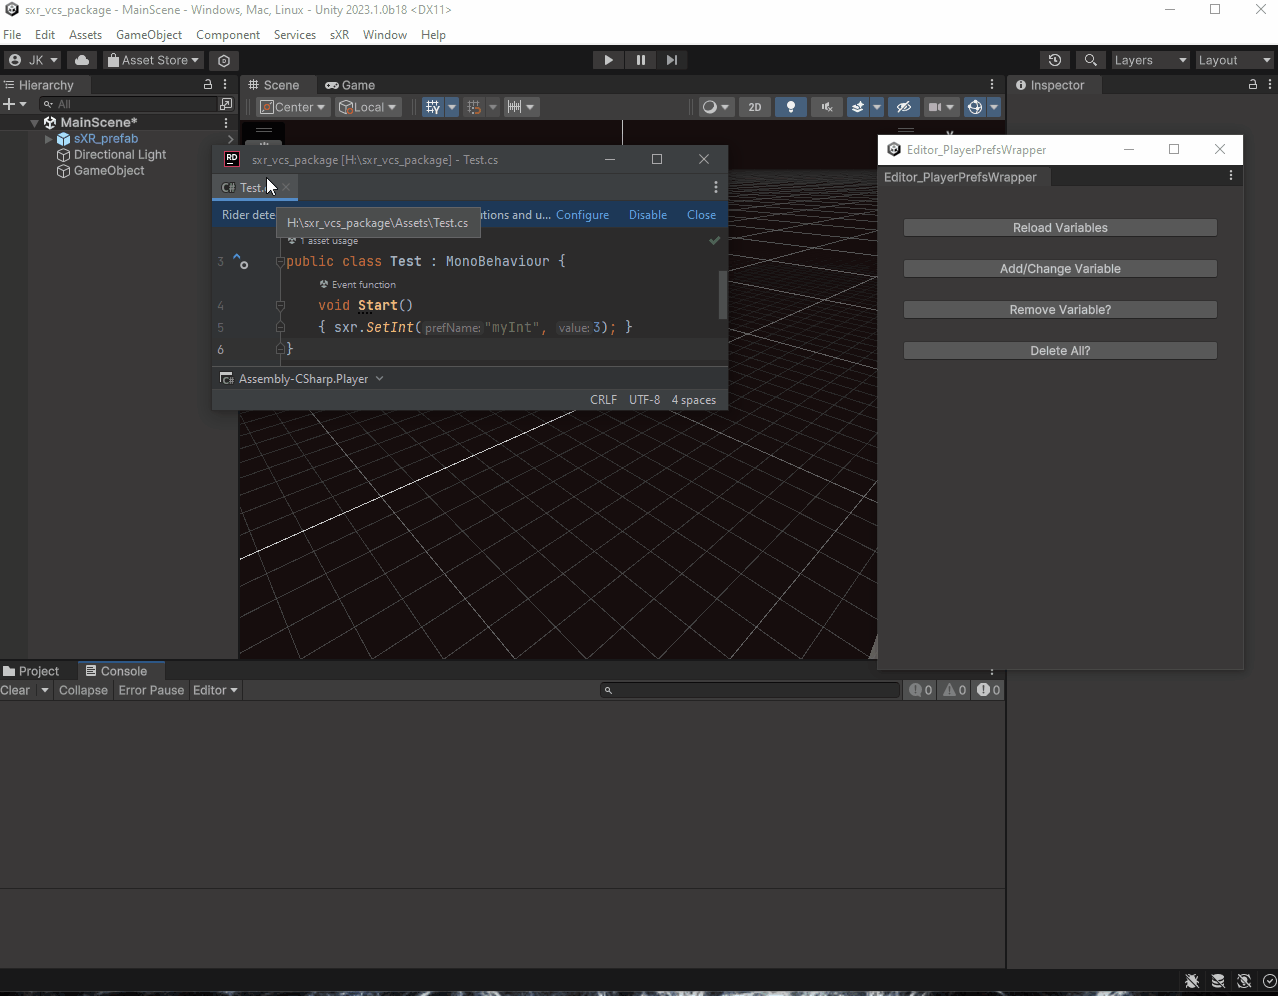 sxr_vcs_package - MainScene - Windows, Mac, Linux - Unity 2023.1.0b18 <DX11>
File Edit Assets GameObject Component Services sXR Window Help
JK Asset Store Layers Layout
Hierarchy Scene Game Inspector
All Center Local 2D
MainScene*
sXR_prefab
Directional Light
GameObject
RD sxr_vcs_package [H:\sxr_vcs_package] - Test.cs
C# Test.
Rider dete utions and u... Configure Disable Close
H:\sxr_vcs_package\Assets\Test.cs
1 asset usage
3 public class Test : MonoBehaviour {
Event function
4 void Start()
5 { sxr.SetInt( prefName: "myInt", value: 3); }
6 }
C# Assembly-CSharp.Player
CRLF UTF-8 4 spaces
Editor_PlayerPrefsWrapper
Editor_PlayerPrefsWrapper
Reload Variables
Add/Change Variable
Remove Variable?
Delete All?
Project Console
Clear Collapse Error Pause Editor 0 0 0